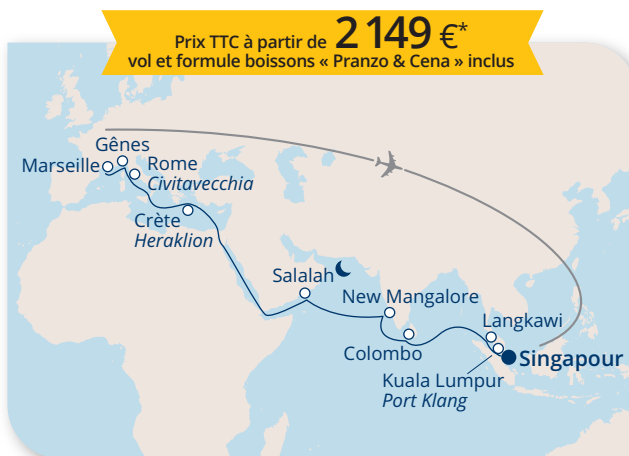 Prix TTC à partir de 2 149 €*
vol et formule boissons « Pranzo & Cena » inclus
Gênes
Marseille
Rome
Civitavecchia
Crète
Heraklion
Salalah
New Mangalore
Langkawi
Colombo
Singapour
Kuala Lumpur
Port Klang